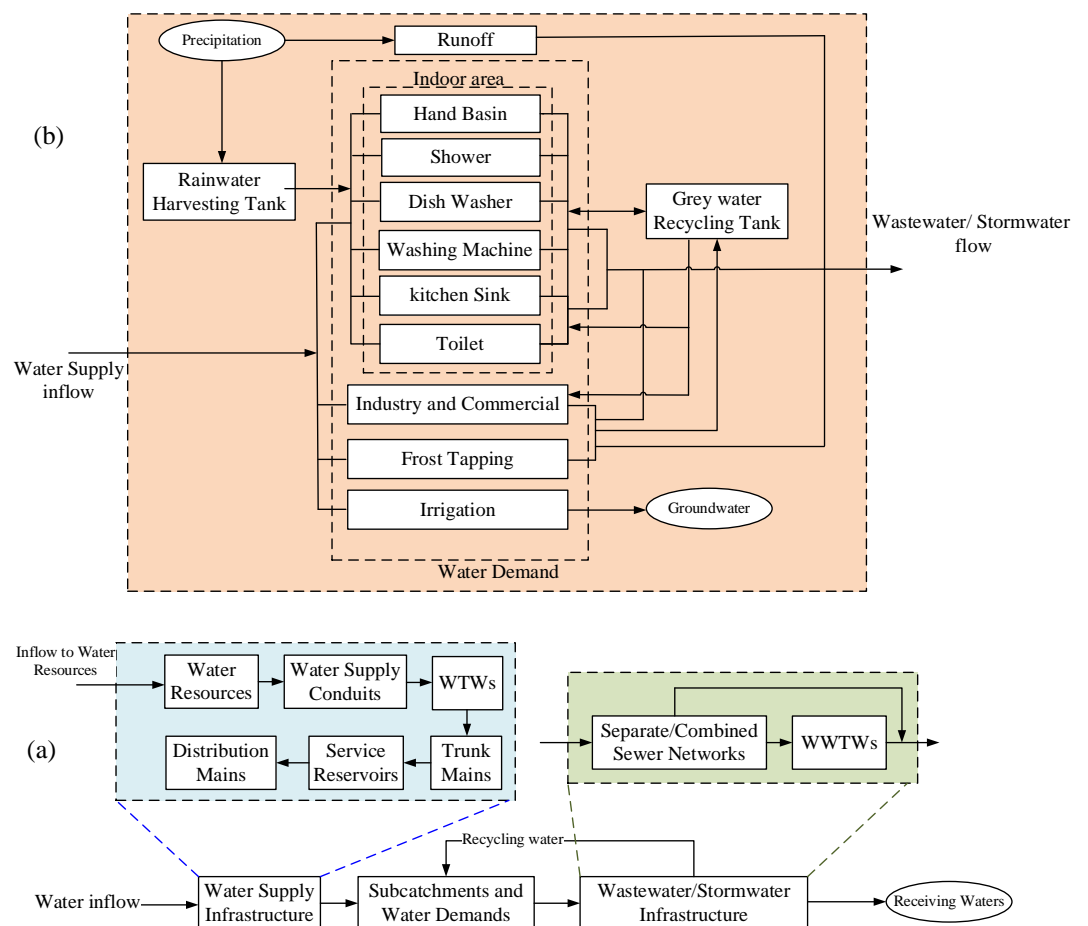 Precipitation
Runoff
Indoor area
Hand Basin
(b)
Shower
Rainwater
Harvesting Tank
Dish Washer
Grey water
Recycling Tank
Wastewater/ Stormwater
flow
Washing Machine
kitchen Sink
Toilet
Water Supply
inflow
Industry and Commercial
Frost Tapping
Irrigation
Groundwater
Water Demand
Inflow to Water
Resources
Water
Resources
Water Supply
Conduits
WTWs
(a)
Distribution
Mains
Service
Reservoirs
Trunk
Mains
Separate/Combined
Sewer Networks
WWTWs
Recycling water
Water inflow
Water Supply
Infrastructure
Subcatchments and
Water Demands
Wastewater/Stormwater
Infrastructure
Receiving Waters